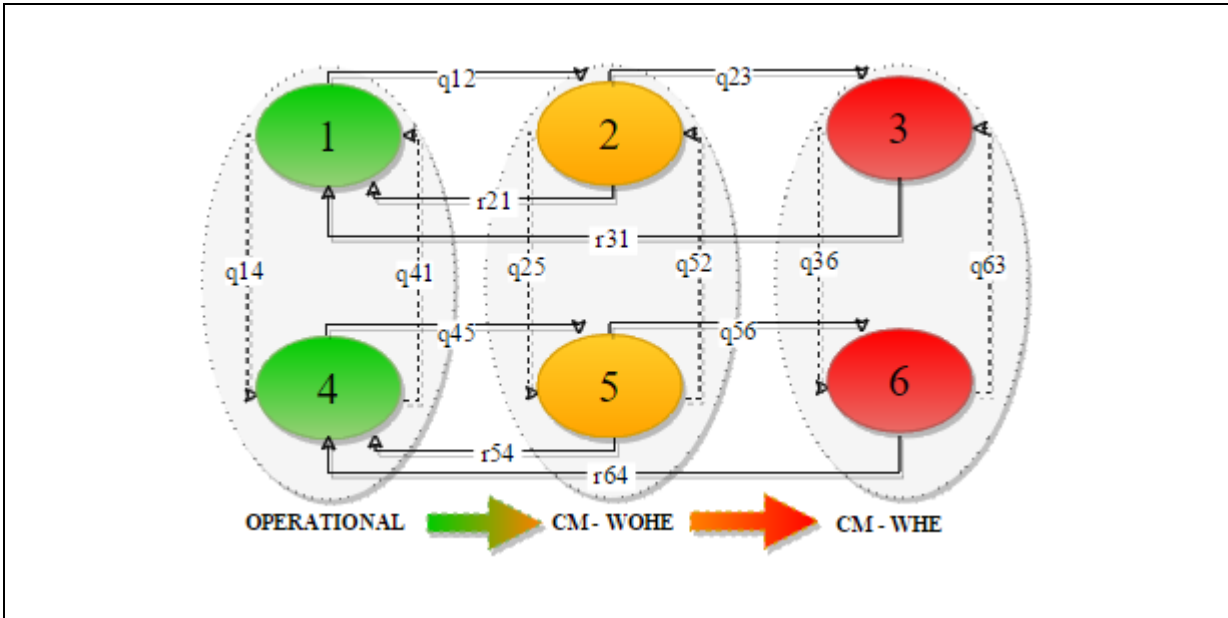 q12
q23
1
2
3
r21
r31
q14
q41
q25
q52
q36
q63
q45
q56
4
5
6
r54
r64
OPERATIONAL
CM - WOHE
CM - WHE